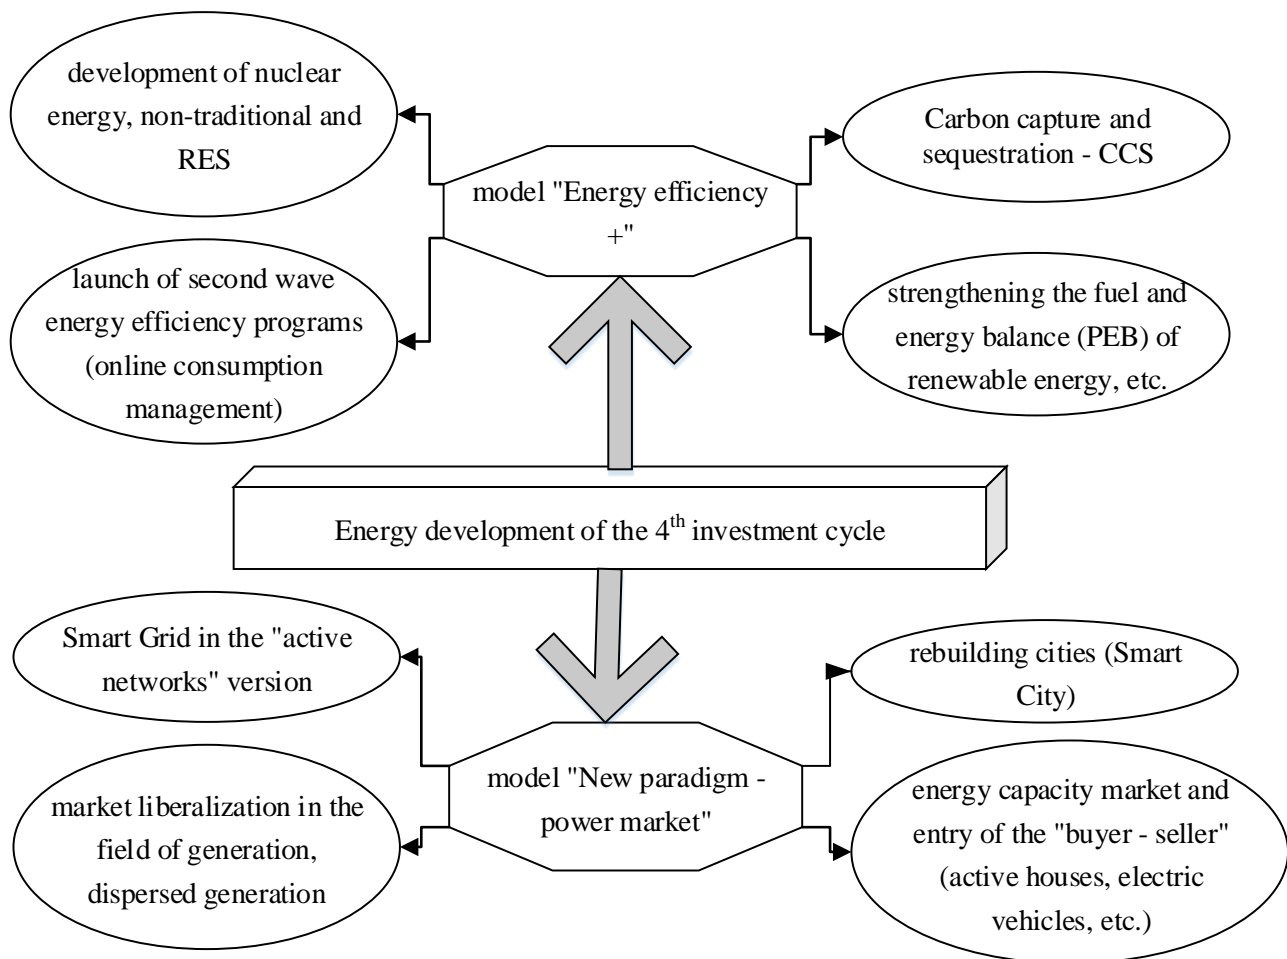 development of nuclear
energy, non-traditional and
RES
Carbon capture and
sequestration - CCS
model "Energy efficiency
+"
launch of second wave
energy efficiency programs
(online consumption
management)
strengthening the fuel and
energy balance (PEB) of
renewable energy, etc.
Energy development of the 4th investment cycle
Smart Grid in the "active
networks" version
rebuilding cities (Smart
City)
model "New paradigm -
power market"
market liberalization in the
field of generation,
dispersed generation
energy capacity market and
entry of the "buyer - seller"
(active houses, electric
vehicles, etc.)